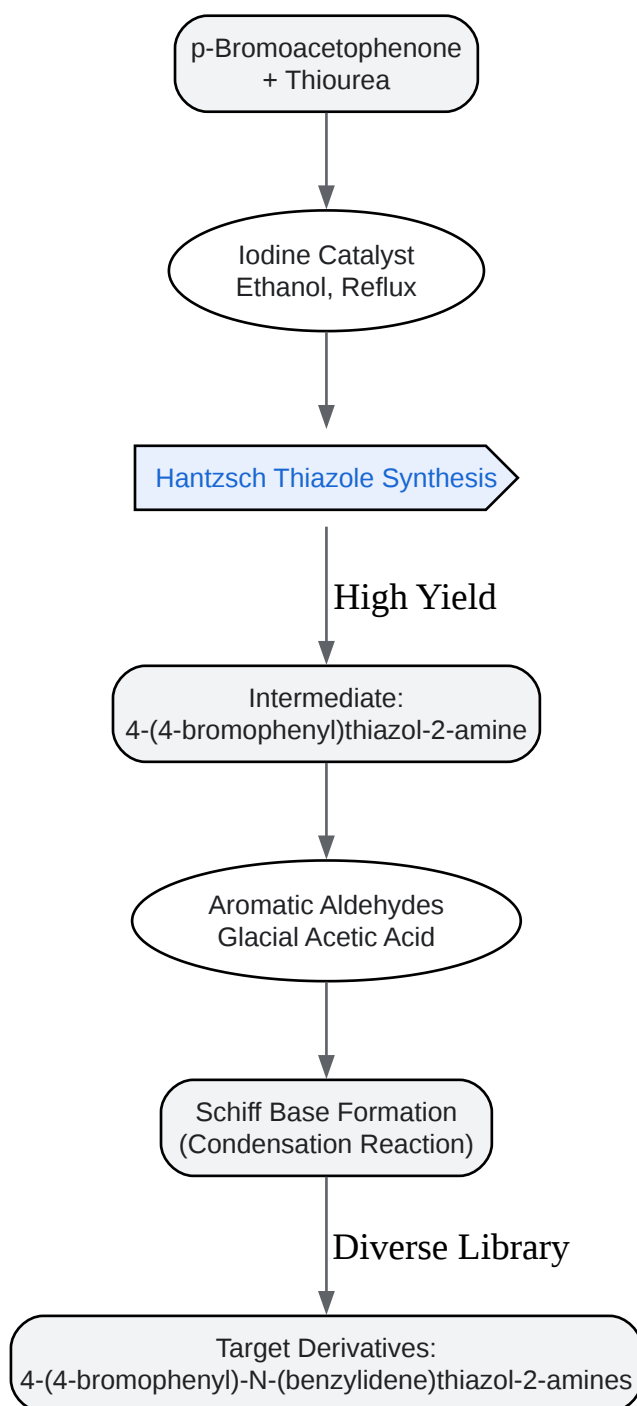 p-Bromoacetophenone
+ Thiourea
Iodine Catalyst
Ethanol, Reflux
Hantzsch Thiazole Synthesis
High Yield
Intermediate:
4-(4-bromophenyl)thiazol-2-amine
Aromatic Aldehydes
Glacial Acetic Acid
Schiff Base Formation
(Condensation Reaction)
Diverse Library
Target Derivatives:
4-(4-bromophenyl)-N-(benzylidene)thiazol-2-amines